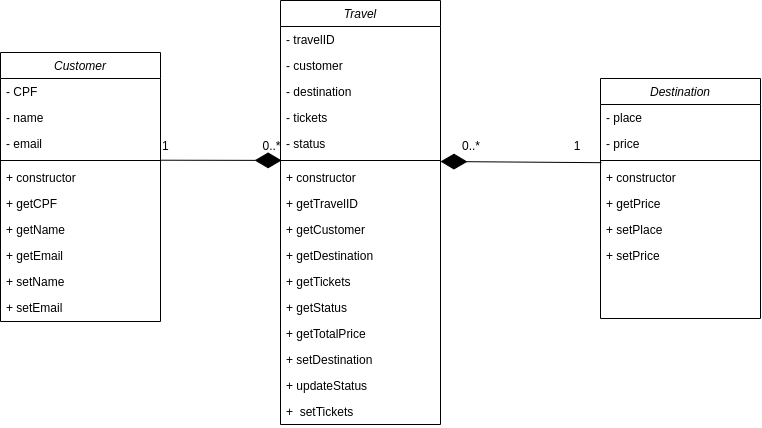 Customer
- CPF
- name
- email
+ constructor
+ getCPF
+ getName
+ getEmail
+ setName
+ setEmail
1
0..*
Travel
- travelID
- customer
- destination
- tickets
- status
+ constructor
+ getTravelID
+ getCustomer
+ getDestination
+ getTickets
+ getStatus
+ getTotalPrice
+ setDestination
+ updateStatus
+  setTickets
0..*
1
Destination
- place
- price
+ constructor
+ getPrice
+ setPlace
+ setPrice